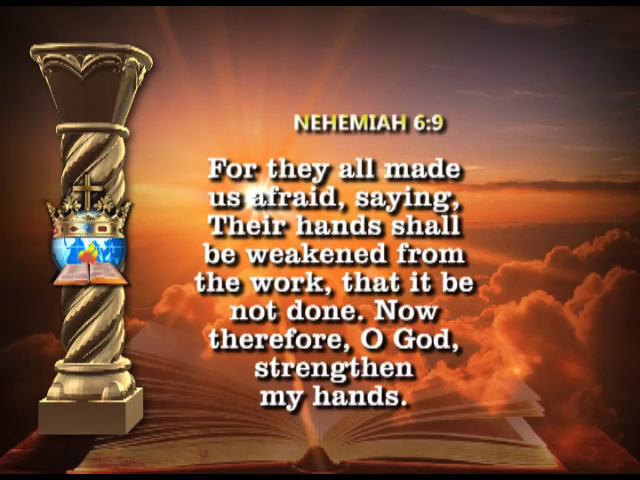 NEHEMIAH 6:9
For they all made
us afraid, saying,
Their hands shall
be weakened from
the work, that it be
not done. Now
therefore, O God,
strengthen
my hands.